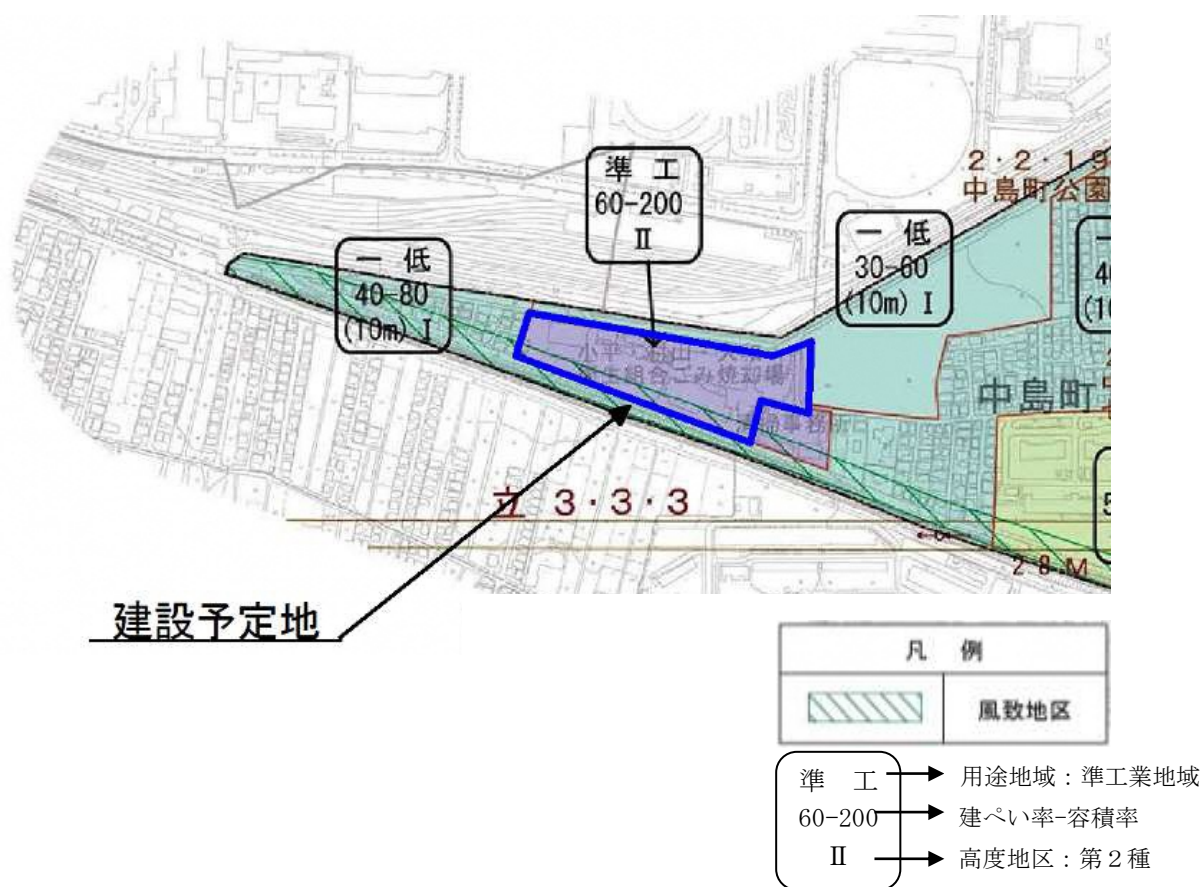 2・2・19
中島町公園
準 工
60-200
Ⅱ
一 低
30-60
(10m) Ⅰ
一 低
40-80
(10m) Ⅰ
中島町
立 3・3・3
28M
建設予定地
凡 例
風致地区
準 工
60-200
Ⅱ
用途地域：準工業地域
建ぺい率-容積率
高度地区：第２種